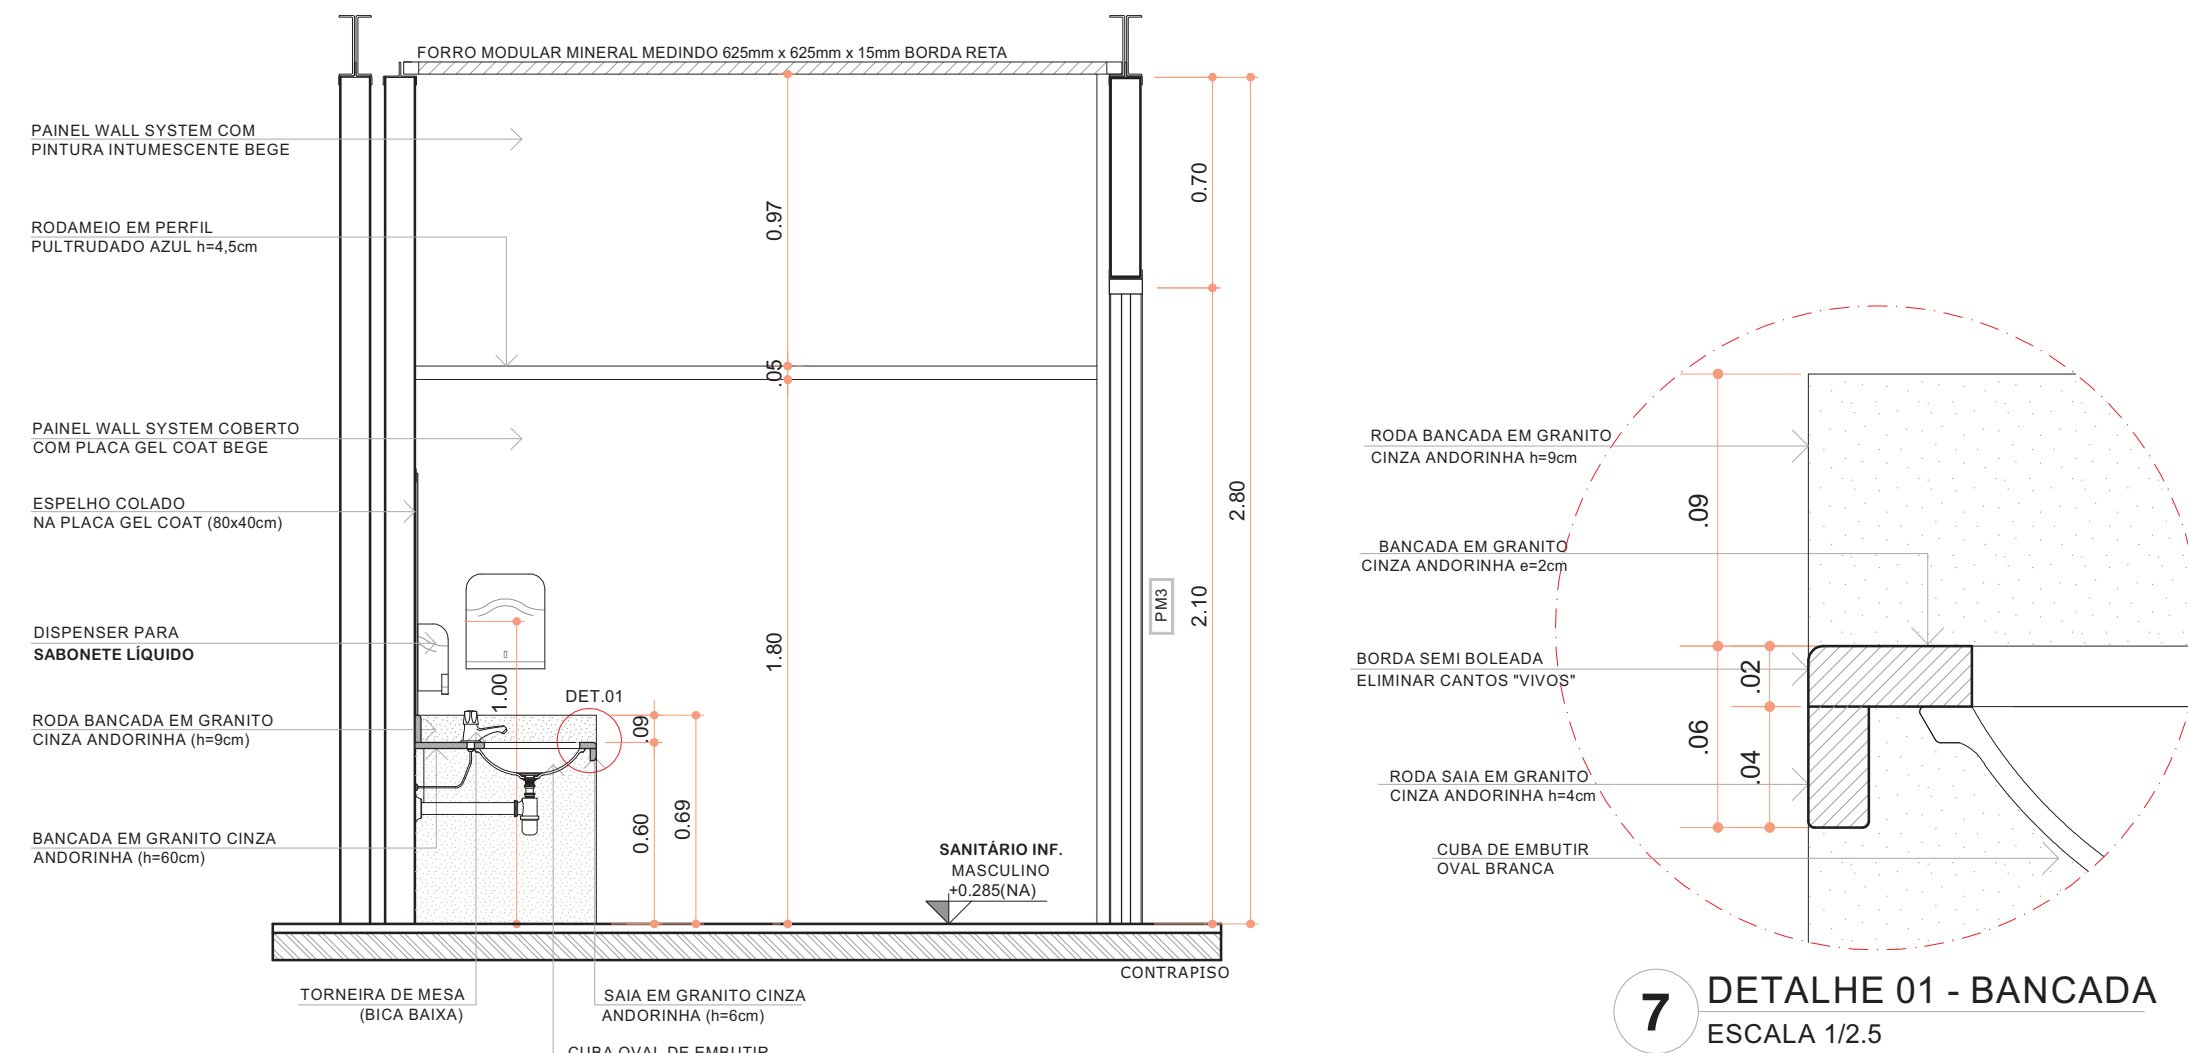 FORRO MODULAR MINERAL MEDINDO 625mm x 625mm x 15mm BORDA RETA
PAINEL WALL SYSTEM COM
PINTURA INTUMESCENTE BEGE
RODAMEIO EM PERFIL
PULTRUDADO AZUL h=4,5cm
PAINEL WALL SYSTEM COBERTO
COM PLACA GEL COAT BEGE
ESPELHO COLADO
NA PLACA GEL COAT (80x40cm)
DISPENSER PARA
SABONETE LÍQUIDO
RODA BANCADA EM GRANITO
CINZA ANDORINHA (h=9cm)
BANCADA EM GRANITO CINZA
ANDORINHA (h=60cm)
TORNEIRA DE MESA
(BICA BAIXA)
SAIA EM GRANITO CINZA
ANDORINHA (h=6cm)
CUBA OVAL DE EMBUTIR
0.97
.05
1.80
1.00
DET.01
.09
0.60
0.69
0.70
2.10
2.80
PM3
SANITÁRIO INF.
MASCULINO
+0.285(NA)
CONTRAPISO
RODA BANCADA EM GRANITO
CINZA ANDORINHA h=9cm
BANCADA EM GRANITO
CINZA ANDORINHA e=2cm
BORDA SEMI BOLEADA
ELIMINAR CANTOS "VIVOS"
RODA SAIA EM GRANITO
CINZA ANDORINHA h=4cm
CUBA DE EMBUTIR
OVAL BRANCA
.09
.02
.06
.04
7
DETALHE 01 - BANCADA
ESCALA 1/2.5